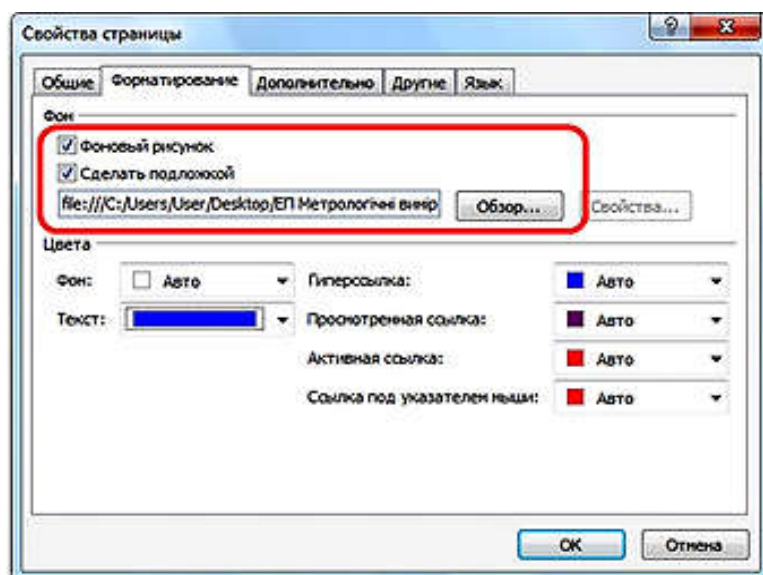 Свойства страницы
Общие Форматирование Дополнительно Другие Язык
Фон
Фоновый рисунок
Сделать подложкой
file:///C:/Users/User/Desktop/ЕП Метрологічні вимір Обзор... Свойства...
Цвета
Фон: Авто Гиперссылка: Авто
Текст: Просмотренная ссылка: Авто
Активная ссылка: Авто
Ссылка под указателем мыши: Авто
ОК Отмена